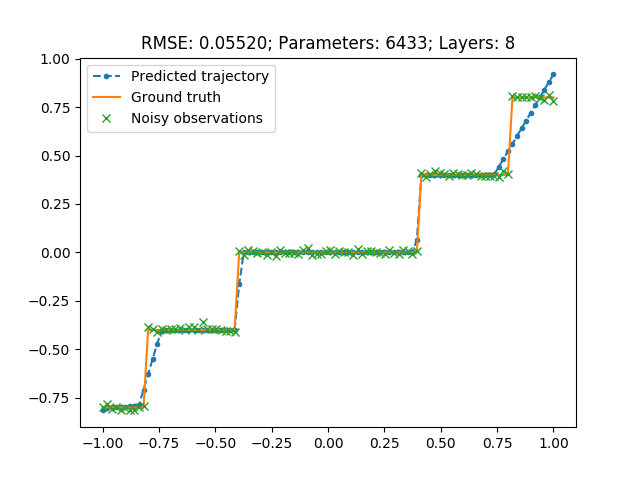 RMSE: 0.05520; Parameters: 6433; Layers: 8
Predicted trajectory
Ground truth
Noisy observations
1.00
0.75
0.50
0.25
0.00
−0.25
−0.50
−0.75
−1.00 −0.75 −0.50 −0.25 0.00 0.25 0.50 0.75 1.00